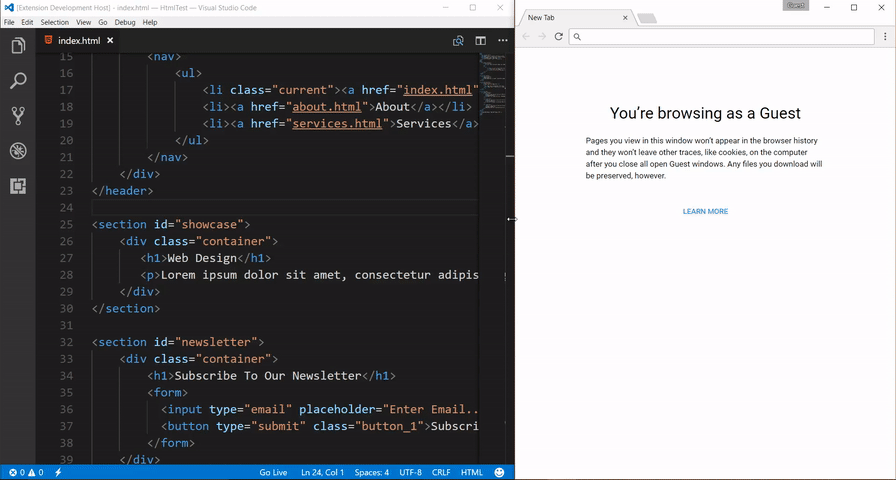 [Extension Development Host] - index.html — HtmlTest — Visual Studio Code
File Edit Selection View Go Debug Help
index.html
15 <nav>
16 <ul>
17 <li class="current"><a href="index.html"
18 <li><a href="about.html">About</a></li>
19 <li><a href="services.html">Services</a>
20 </ul>
21 </nav>
22 </div>
23 </header>
24
25 <section id="showcase">
26 <div class="container">
27 <h1>Web Design</h1>
28 <p>Lorem ipsum dolor sit amet, consectetur adipis
29 </div>
30 </section>
31
32 <section id="newsletter">
33 <div class="container">
34 <h1>Subscribe To Our Newsletter</h1>
35 <form>
36 <input type="email" placeholder="Enter Email..
37 <button type="submit" class="button_1">Subscri
38 </form>
39 </div>
0 0 Go Live Ln 24, Col 1 Spaces: 4 UTF-8 CRLF HTML
Guest
New Tab
You're browsing as a Guest
Pages you view in this window won't appear in the browser history
and they won't leave other traces, like cookies, on the computer
after you close all open Guest windows. Any files you download will
be preserved, however.
LEARN MORE